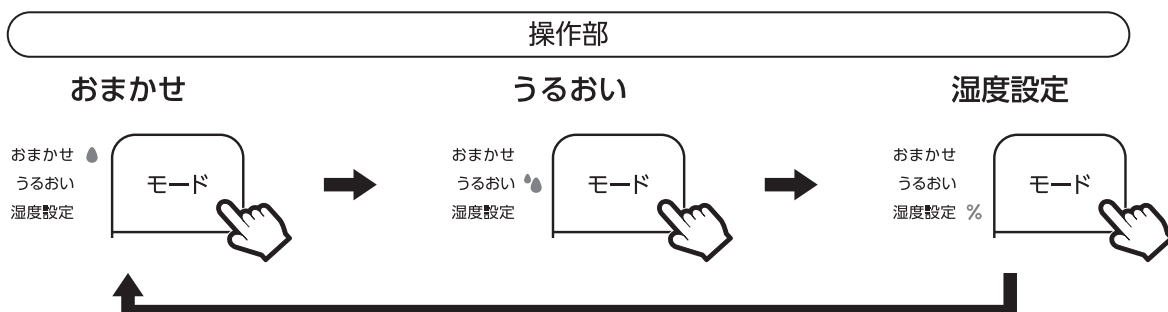 操作部
おまかせ
うるおい
湿度設定
おまかせ
うるおい
湿度設定
モード
おまかせ
うるおい
湿度設定
モード
おまかせ
うるおい
湿度設定 %
モード